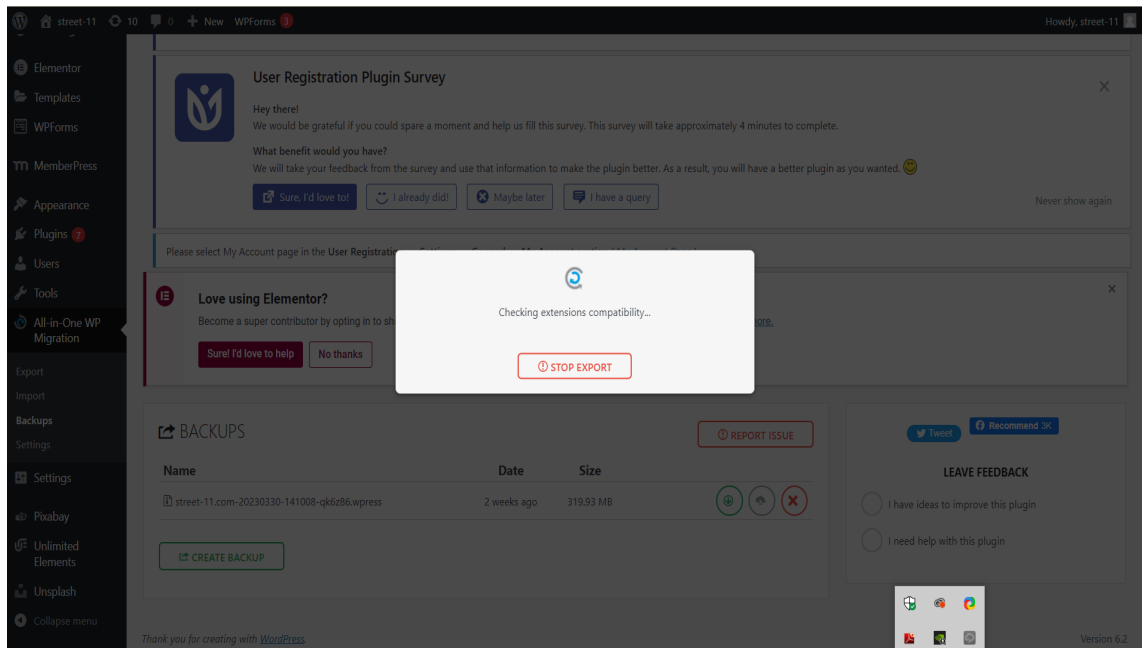 street-11 10 0 New WPForms 3 Howdy, street-11
Elementor
Templates
WPForms
MemberPress
Appearance
Plugins 7
Users
Tools
All-in-One WP
Migration
Export
Import
Backups
Settings
Settings
Pixabay
Unlimited
Elements
Unsplash
Collapse menu
User Registration Plugin Survey
Hey there!
We would be grateful if you could spare a moment and help us fill this survey. This survey will take approximately 4 minutes to complete.
What benefit would you have?
We will take your feedback from the survey and use that information to make the plugin better. As a result, you will have a better plugin as you wanted.
Sure, I'd love to! I already did! Maybe later I have a query
Never show again
Please select My Account page in the User Registratio
Love using Elementor?
Become a super contributor by opting in to sh
ore.
Sure! I'd love to help No thanks
Checking extensions compatibility...
STOP EXPORT
BACKUPS
REPORT ISSUE
Name Date Size
street-11.com-20230330-141008-qk6z86.wpress 2 weeks ago 319.93 MB
CREATE BACKUP
Tweet Recommend 3K
LEAVE FEEDBACK
I have ideas to improve this plugin
I need help with this plugin
Thank you for creating with WordPress. Version 6.2